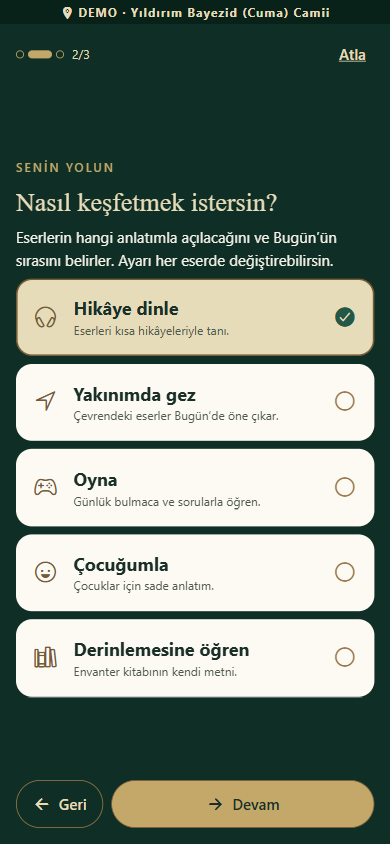 DEMO · Yıldırım Bayezid (Cuma) Camii
2/3
Atla
SENİN YOLUN
Nasıl keşfetmek istersin?
Eserlerin hangi anlatımla açılacağını ve Bugün'ün
sırasını belirler. Ayarı her eserde değiştirebilirsin.
Hikâye dinle
Eserleri kısa hikâyeleriyle tanı.
Yakınımda gez
Çevrendeki eserler Bugün'de öne çıkar.
Oyna
Günlük bulmaca ve sorularla öğren.
Çocuğumla
Çocuklar için sade anlatım.
Derinlemesine öğren
Envanter kitabının kendi metni.
Geri
Devam